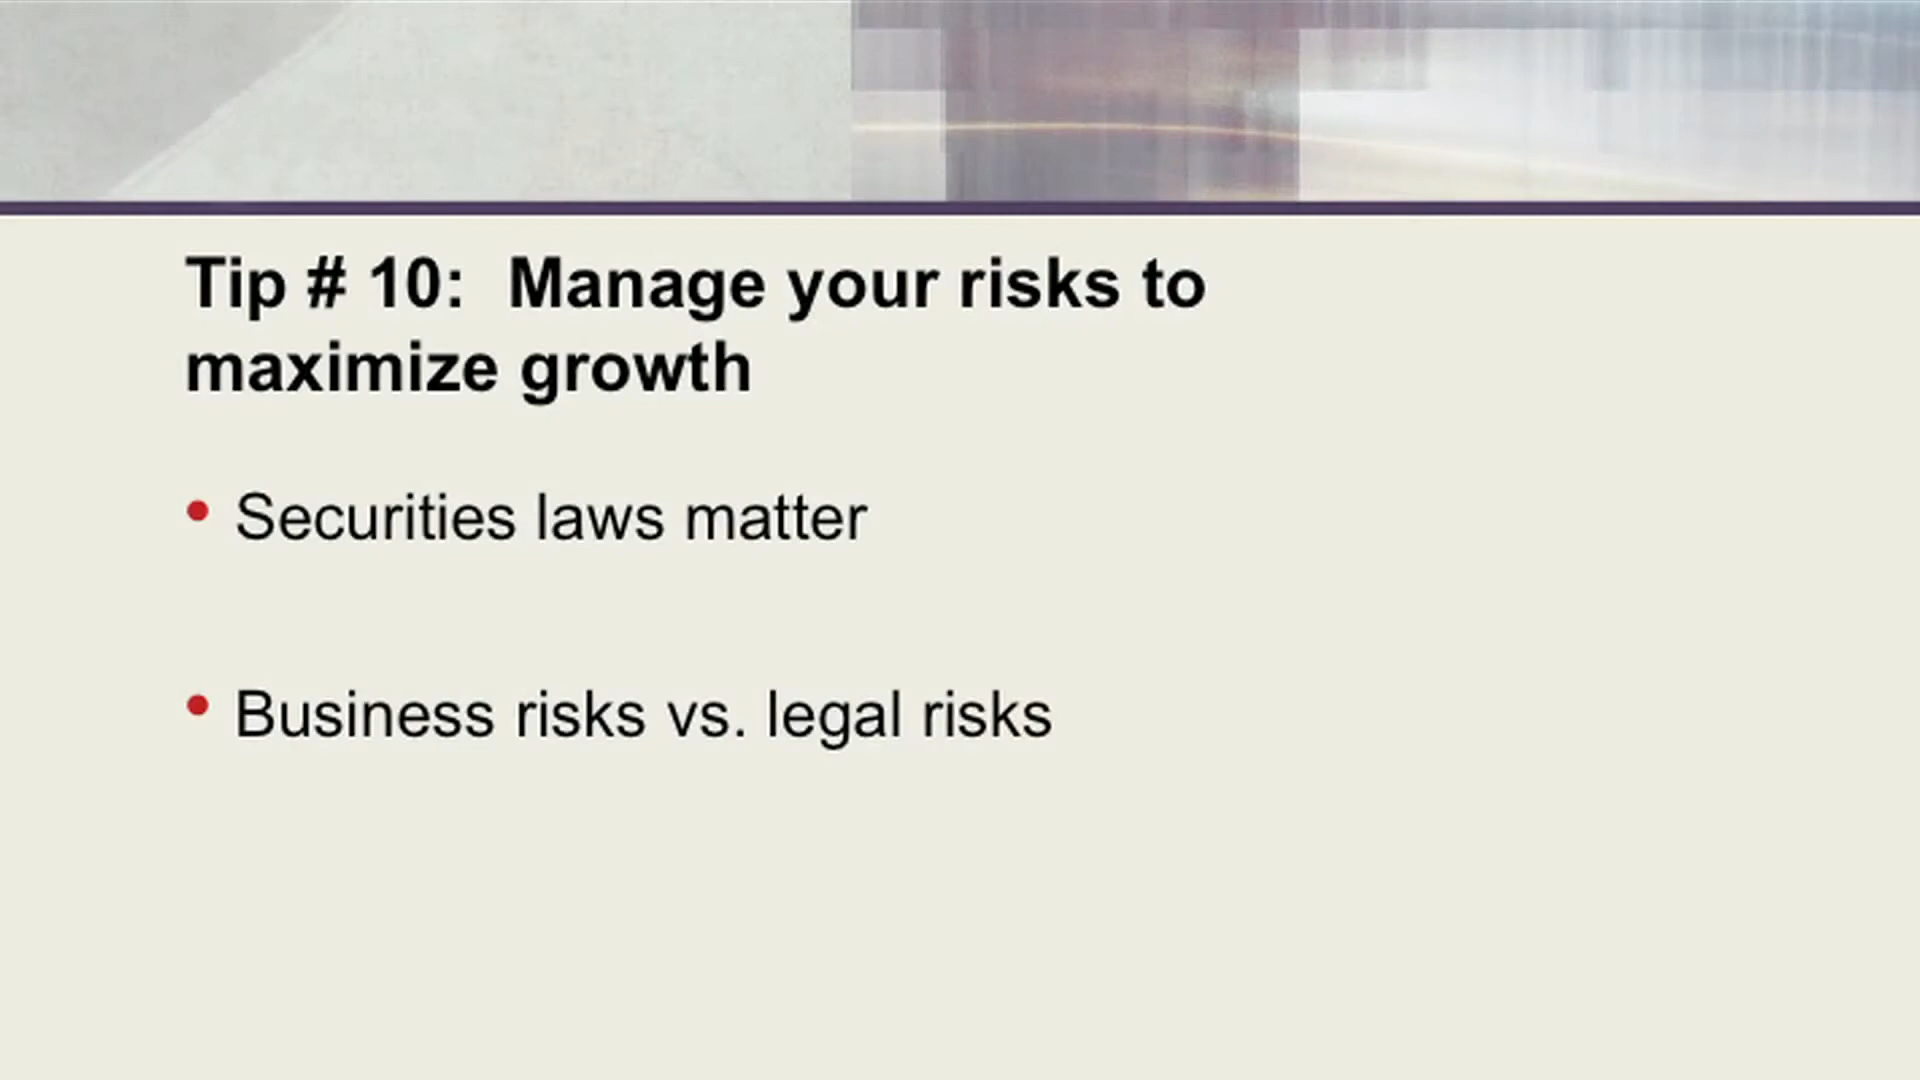 Tip # 10:  Manage your risks to
maximize growth
• Securities laws matter
• Business risks vs. legal risks